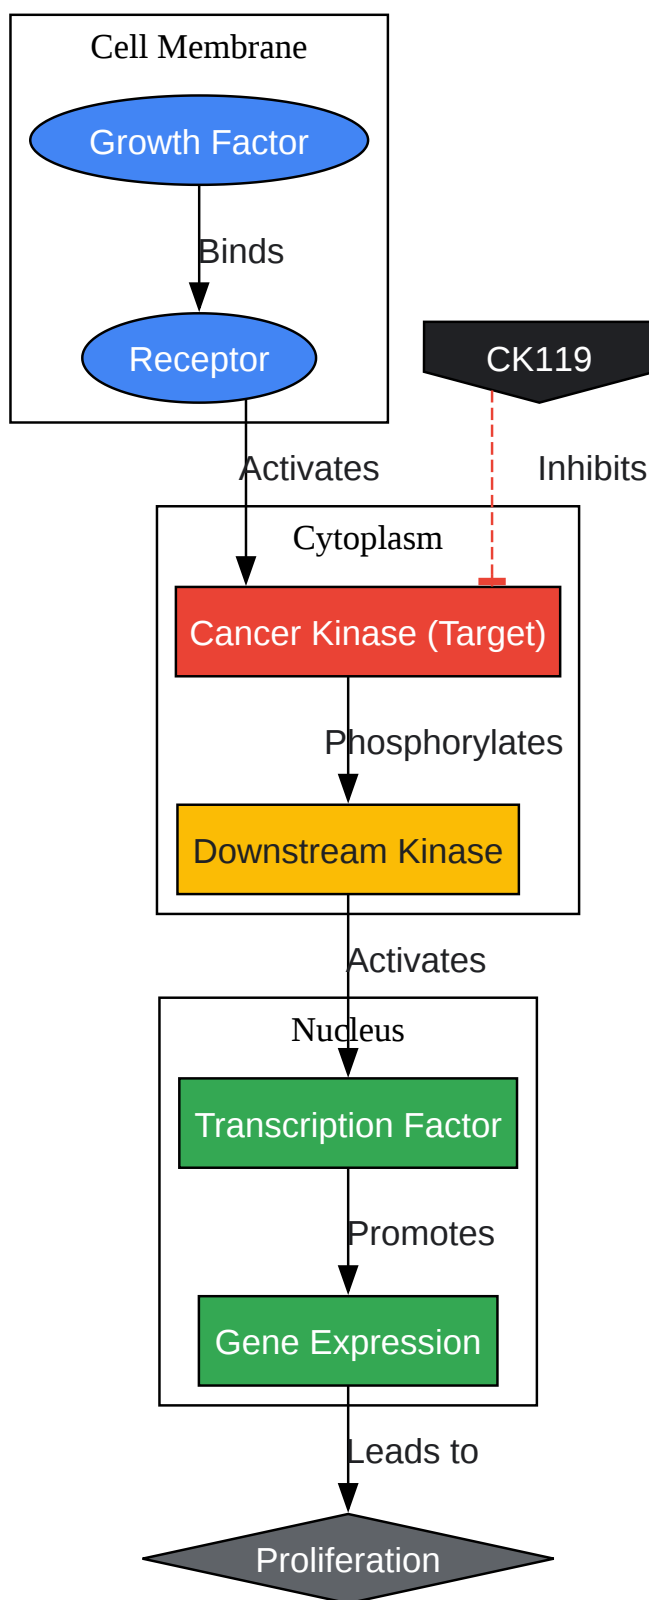 Cell Membrane
Growth Factor
Binds
Receptor
CK119
Activates
Inhibits
Cytoplasm
Cancer Kinase (Target)
Phosphorylates
Downstream Kinase
Activates
Nucleus
Transcription Factor
Promotes
Gene Expression
Leads to
Proliferation